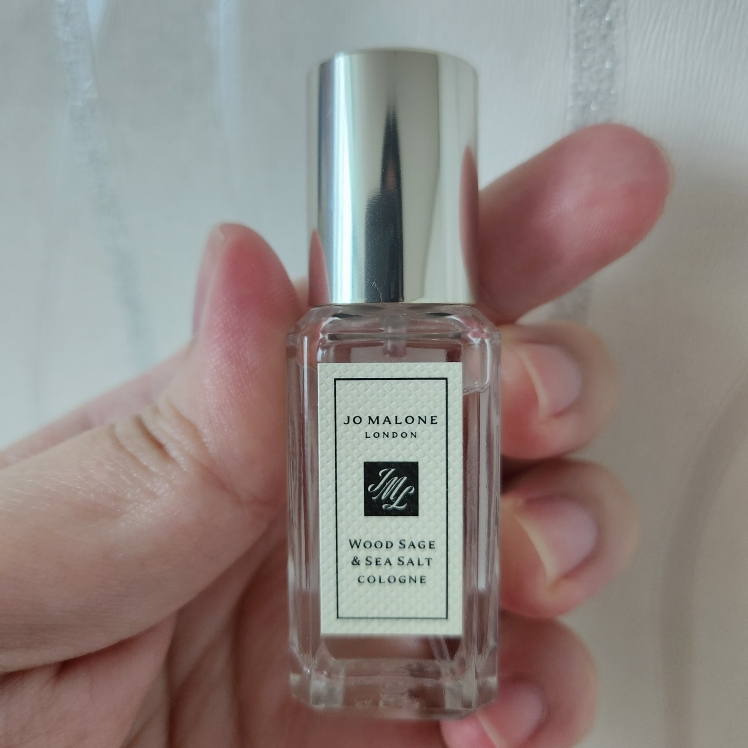 JO MALONE
LONDON
JML
WOOD SAGE
& SEA SALT
COLOGNE